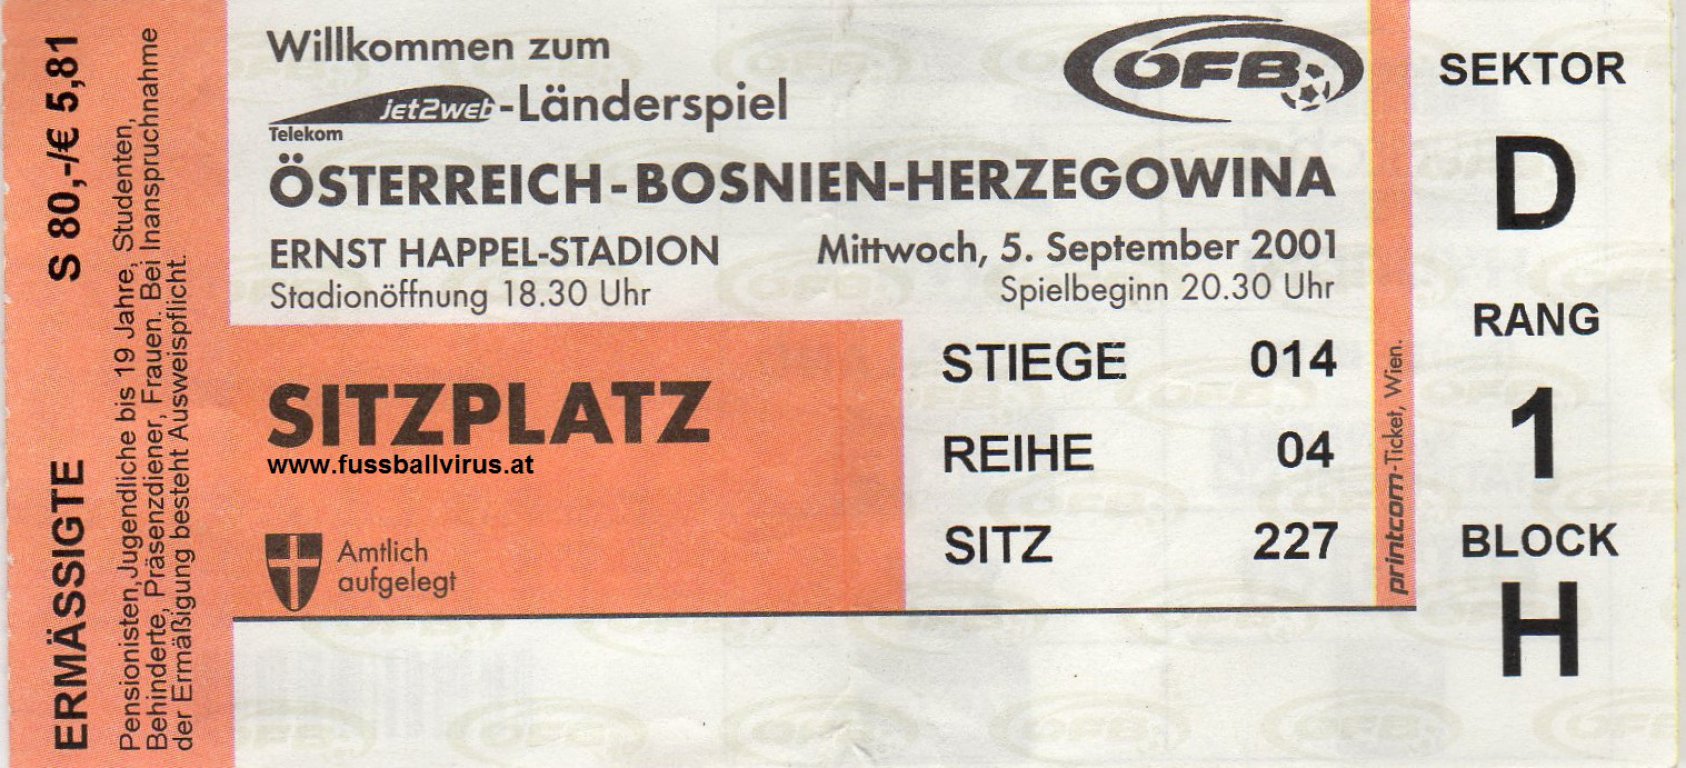 ERMÄSSIGTE S 80,-/€ 5,81
Pensionisten,Jugendliche bis 19 Jahre, Studenten,
Behinderte, Präsenzdiener, Frauen. Bei Inanspruchnahme
der Ermäßigung besteht Ausweispflicht.
Willkommen zum
jet2web-Länderspiel
Telekom
ÖFB
ÖSTERREICH-BOSNIEN-HERZEGOWINA
ERNST HAPPEL-STADION
Mittwoch, 5. September 2001
Stadionöffnung 18.30 Uhr
Spielbeginn 20.30 Uhr
SITZPLATZ
www.fussballvirus.at
Amtlich
aufgelegt
STIEGE 014
REIHE 04
SITZ 227
printcom-Ticket, Wien.
SEKTOR
D
RANG
1
BLOCK
H